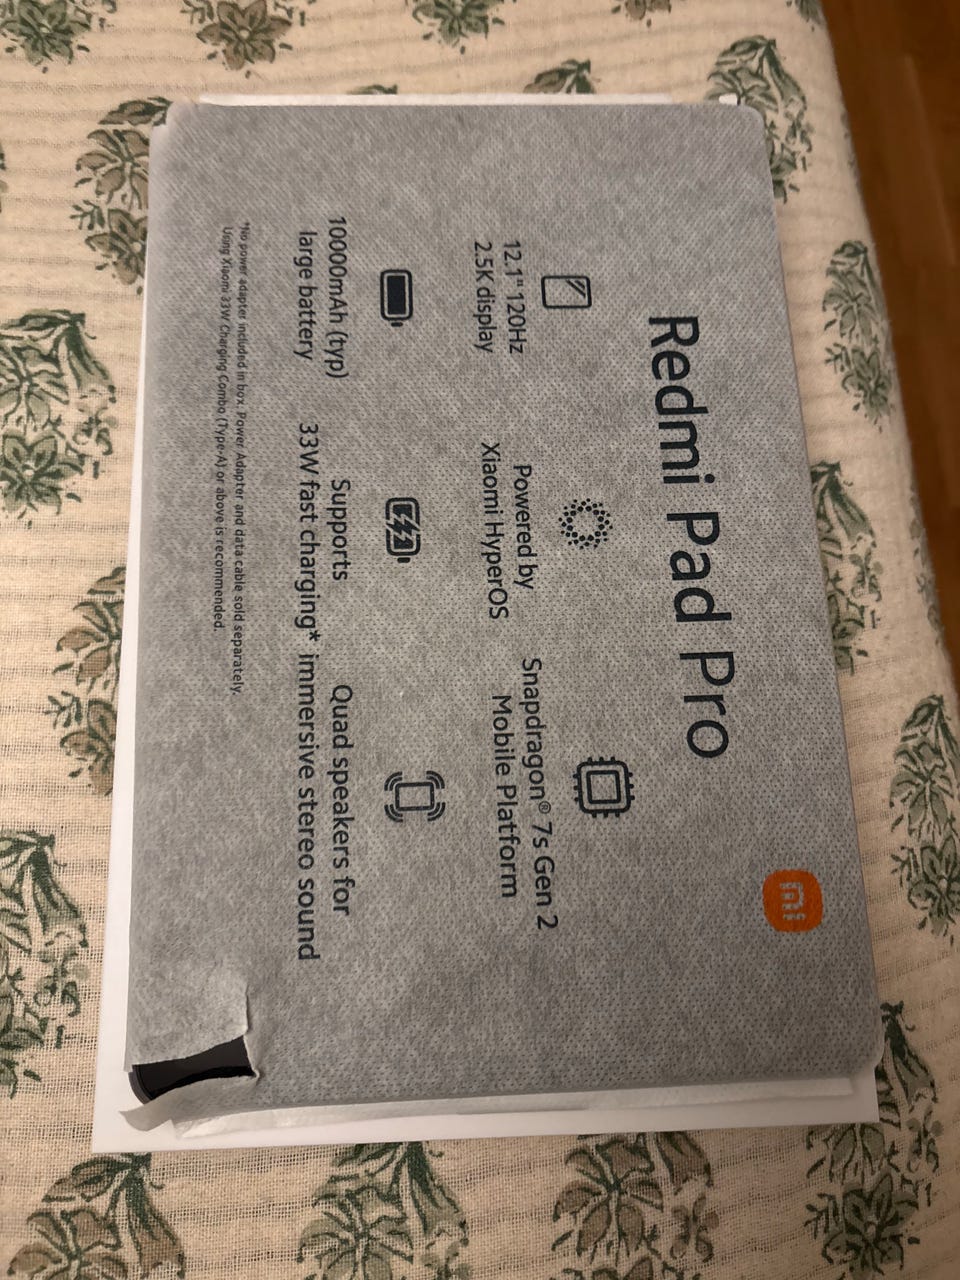 mi
Redmi Pad Pro
12.1" 120Hz
2.5K display
Powered by
Xiaomi HyperOS
Snapdragon® 7s Gen 2
Mobile Platform
10000mAh (typ)
large battery
Supports
33W fast charging*
Quad speakers for
immersive stereo sound
*No power adapter included in box. Power Adapter and data cable sold separately.
Using Xiaomi 33W Charging Combo (Type-A) or above is recommended.